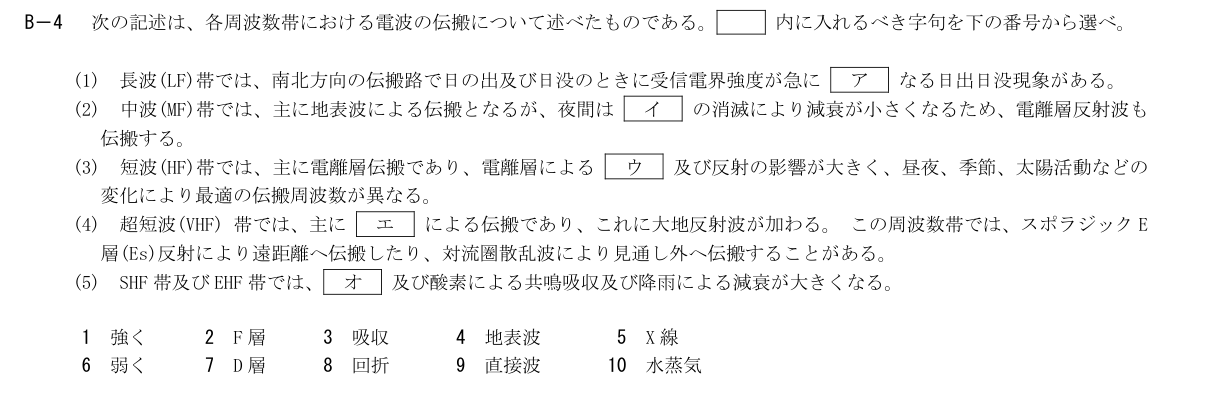 B－4　次の記述は、各周波数帯における電波の伝搬について述べたものである。　　　内に入れるべき字句を下の番号から選べ。
(1)　長波(LF)帯では、南北方向の伝搬路で日の出及び日没のときに受信電界強度が急に ア なる日出日没現象がある。
(2)　中波(MF)帯では、主に地表波による伝搬となるが、夜間は イ の消滅により減衰が小さくなるため、電離層反射波も
伝搬する。
(3)　短波(HF)帯では、主に電離層伝搬であり、電離層による ウ 及び反射の影響が大きく、昼夜、季節、太陽活動などの
変化により最適の伝搬周波数が異なる。
(4)　超短波(VHF) 帯では、主に エ による伝搬であり、これに大地反射波が加わる。 この周波数帯では、スポラジック E
層(Es)反射により遠距離へ伝搬したり、対流圏散乱波により見通し外へ伝搬することがある。
(5)　SHF 帯及び EHF 帯では、 オ 及び酸素による共鳴吸収及び降雨による減衰が大きくなる。
1　強く　2　F 層　3　吸収　4　地表波　5　X 線
6　弱く　7　D 層　8　回折　9　直接波　10　水蒸気